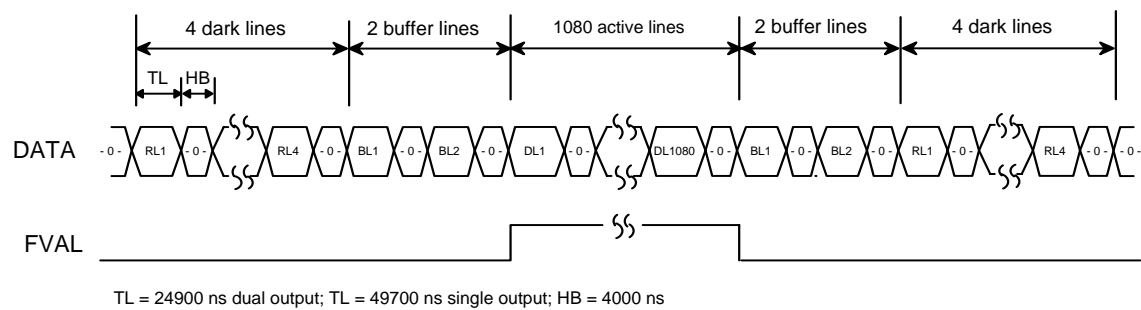 4 dark lines 2 buffer lines 1080 active lines 2 buffer lines 4 dark lines
TL HB
DATA - 0 - RL1 - 0 - RL4 - 0 - BL1 - 0 - BL2 - 0 - DL1 - 0 - DL1080 - 0 - BL1 - 0 - BL2 - 0 - RL1 - 0 - RL4 - 0 - - 0 -
FVAL
TL = 24900 ns dual output; TL = 49700 ns single output; HB = 4000 ns